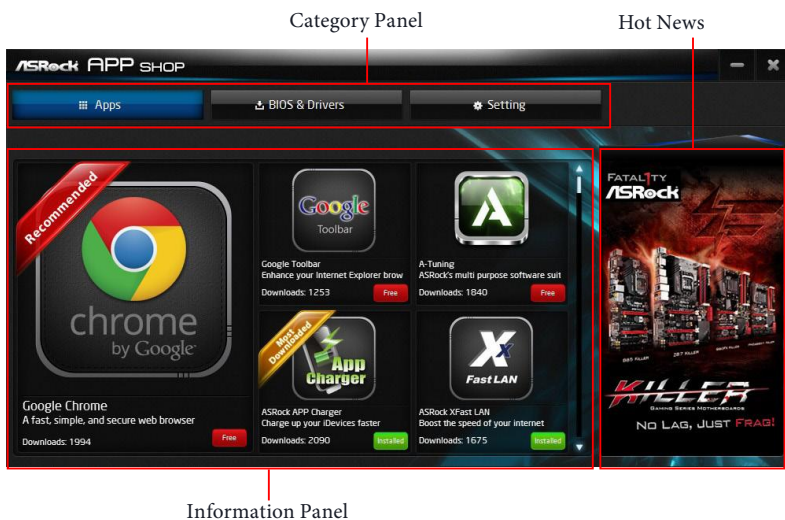 Category Panel
Hot News
ASRock APP SHOP
Apps
BIOS & Drivers
Setting
Recommended
chrome
by Google
Google Chrome
A fast, simple, and secure web browser
Downloads: 1994
Free
Google
Toolbar
Google Toolbar
Enhance your Internet Explorer brow
Downloads: 1253
Free
A-Tuning
ASRock's multi purpose software suit
Downloads: 1840
Free
Most
Downloaded
App
Charger
ASRock APP Charger
Charge up your iDevices faster
Downloads: 2090
Installed
Fast LAN
ASRock XFast LAN
Boost the speed of your internet
Downloads: 1675
Installed
FATAL1TY
ASRock
Z87 KILLER
KILLER
GAMING SERIES MOTHERBOARDS
NO LAG, JUST FRAG!
Information Panel